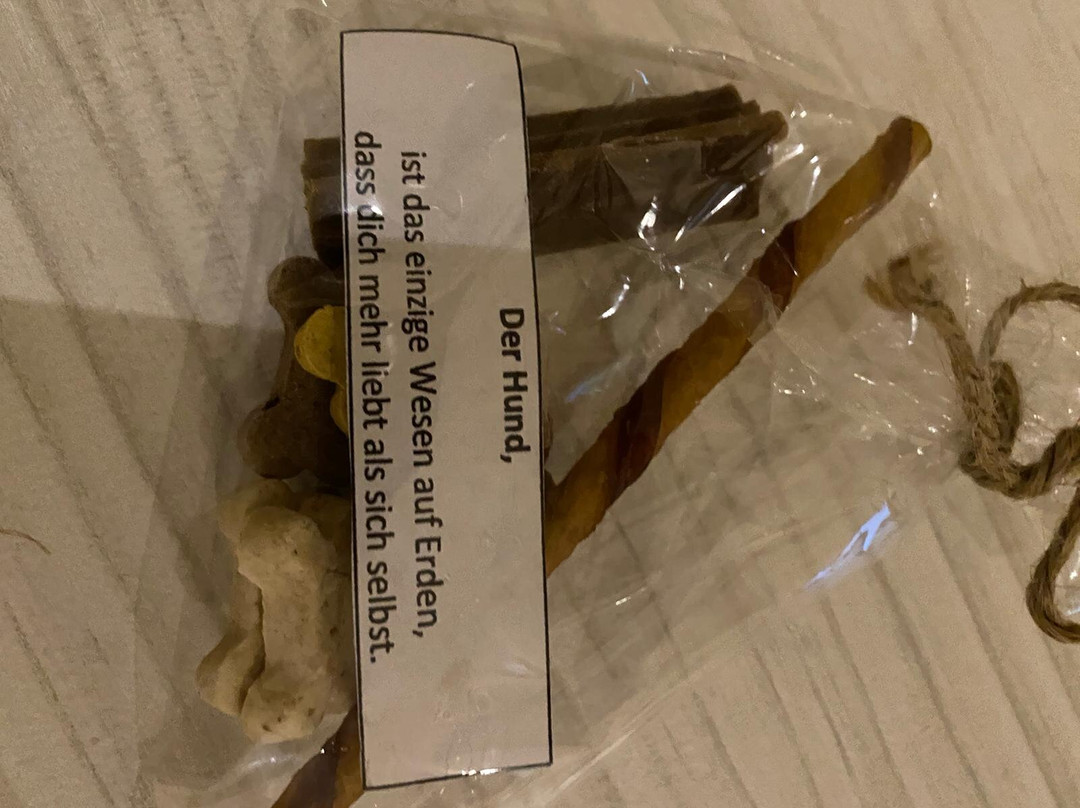 Der Hund,
ist das einzige Wesen auf Erden,
dass dich mehr liebt als sich selbst.